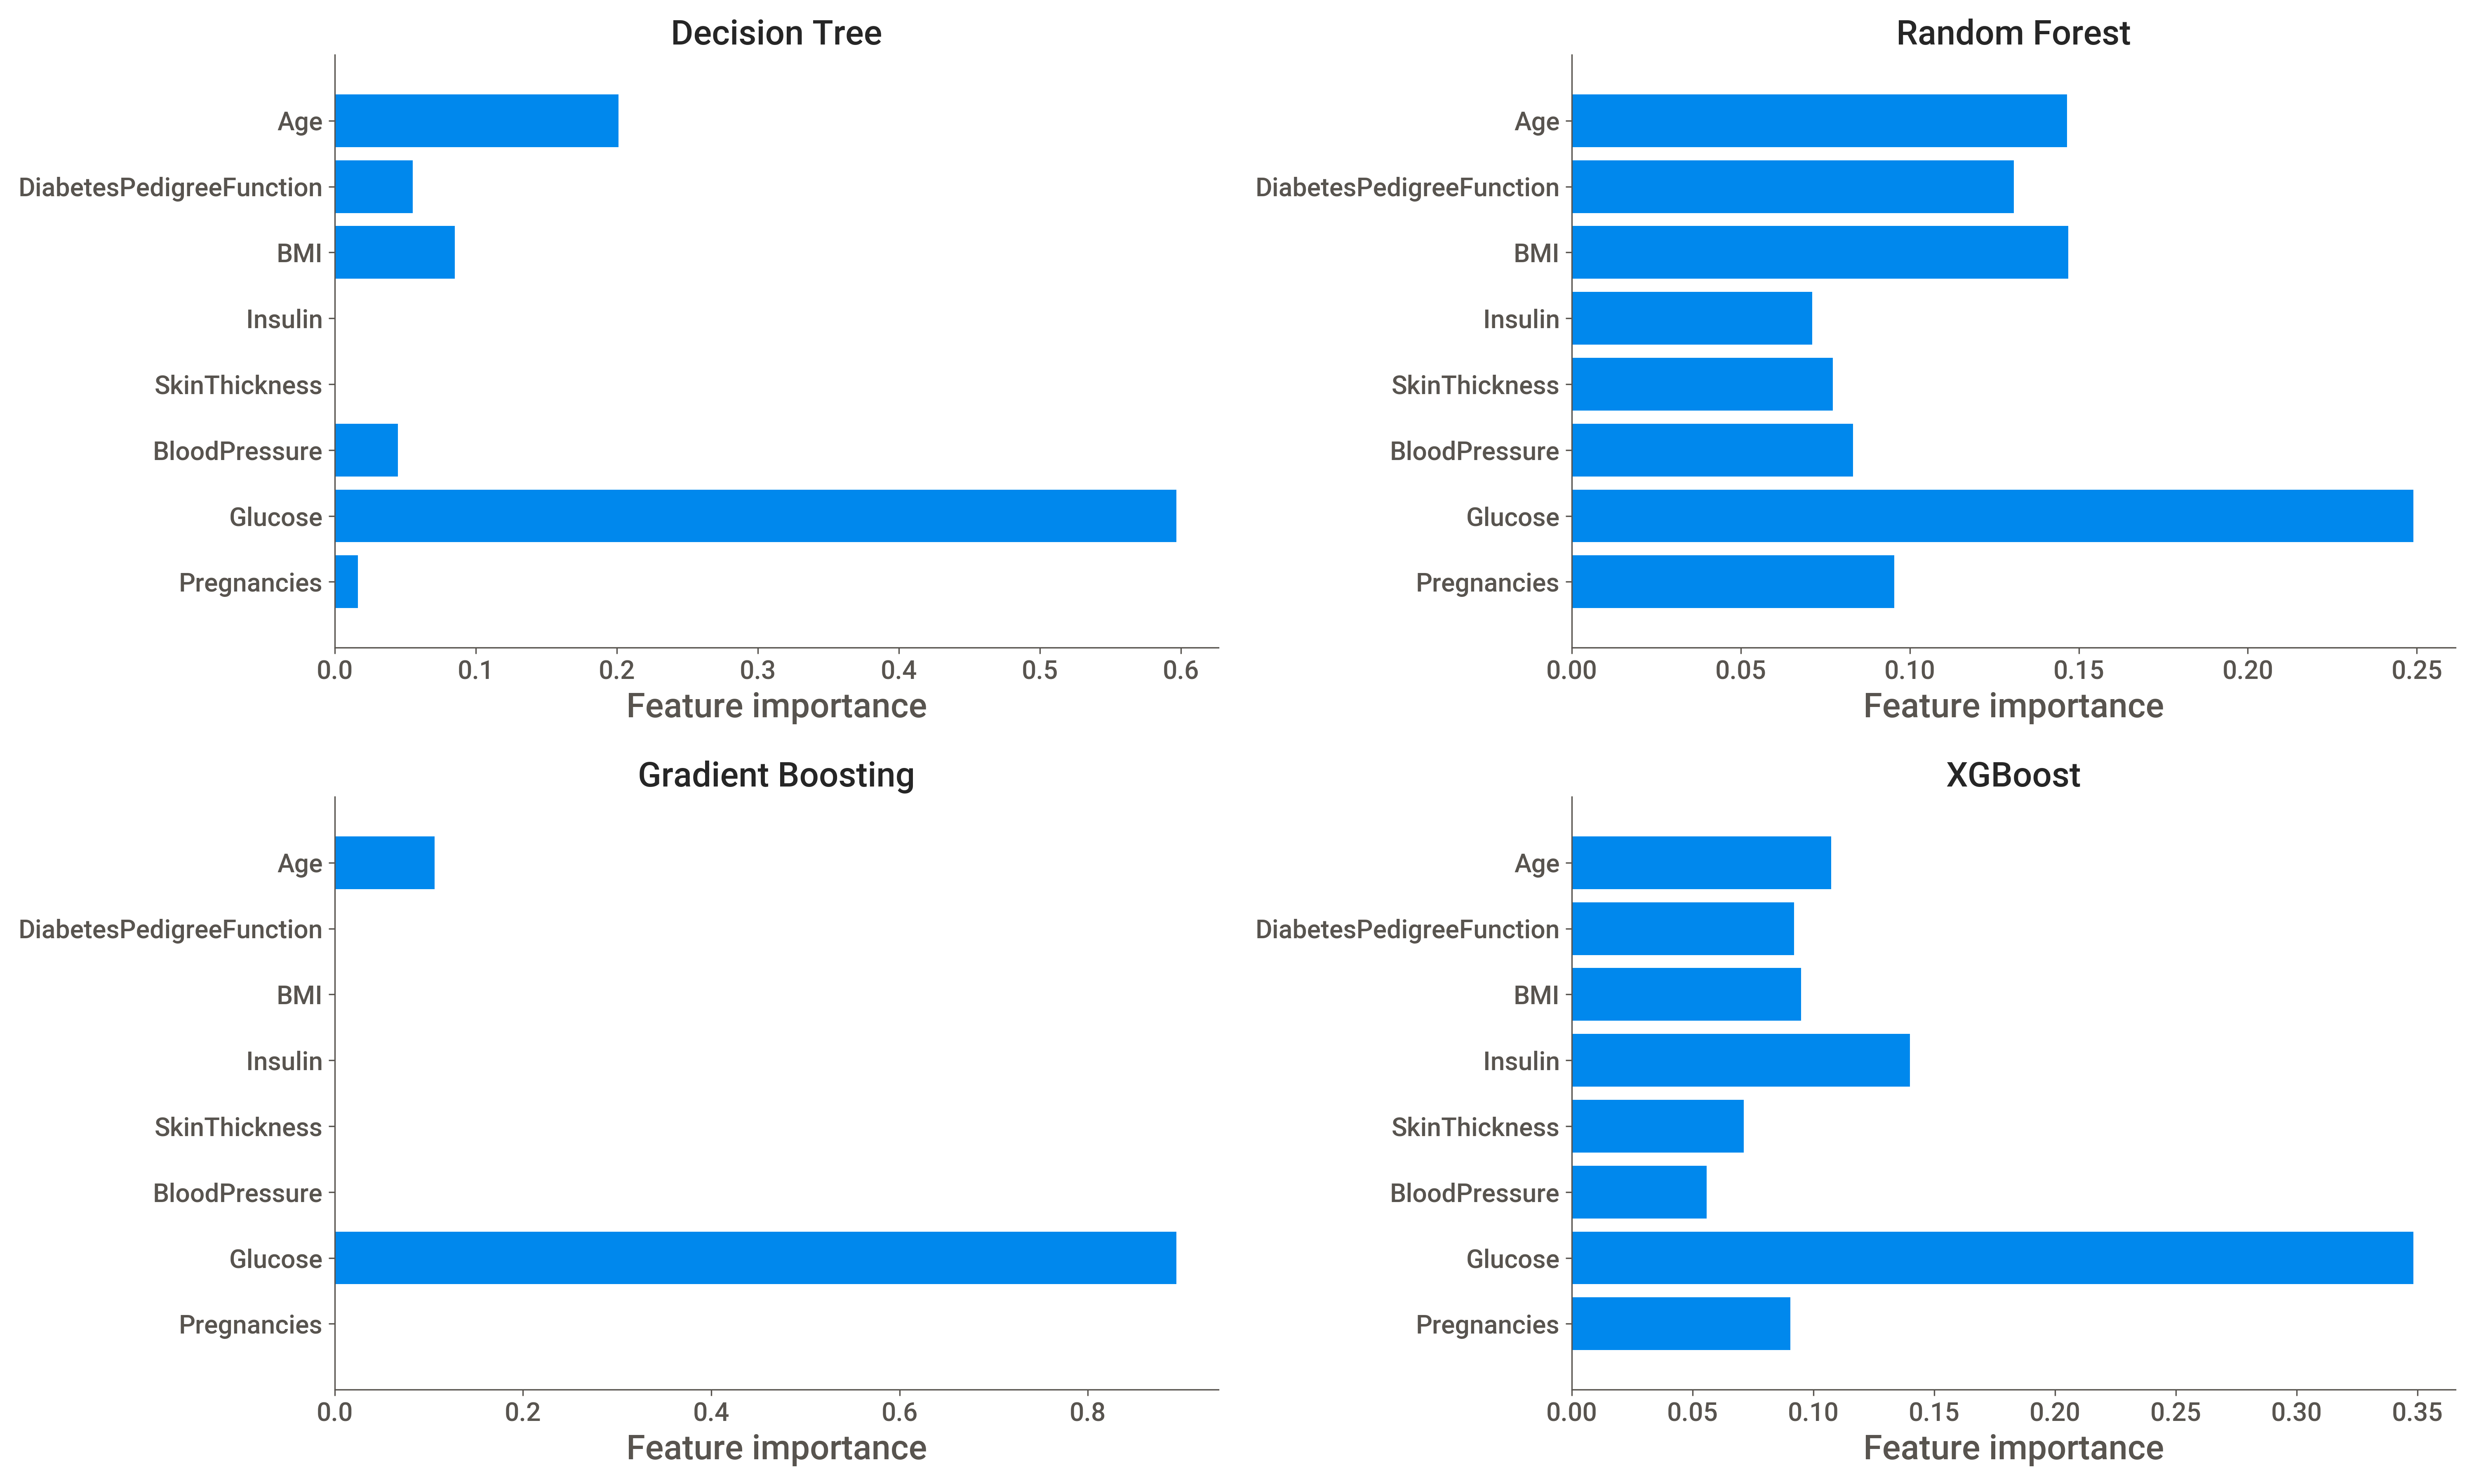 Decision Tree
Age
DiabetesPedigreeFunction
BMI
Insulin
SkinThickness
BloodPressure
Glucose
Pregnancies
0.0 0.1 0.2 0.3 0.4 0.5 0.6
Feature importance
Random Forest
Age
DiabetesPedigreeFunction
BMI
Insulin
SkinThickness
BloodPressure
Glucose
Pregnancies
0.00 0.05 0.10 0.15 0.20 0.25
Feature importance
Gradient Boosting
Age
DiabetesPedigreeFunction
BMI
Insulin
SkinThickness
BloodPressure
Glucose
Pregnancies
0.0 0.2 0.4 0.6 0.8
Feature importance
XGBoost
Age
DiabetesPedigreeFunction
BMI
Insulin
SkinThickness
BloodPressure
Glucose
Pregnancies
0.00 0.05 0.10 0.15 0.20 0.25 0.30 0.35
Feature importance